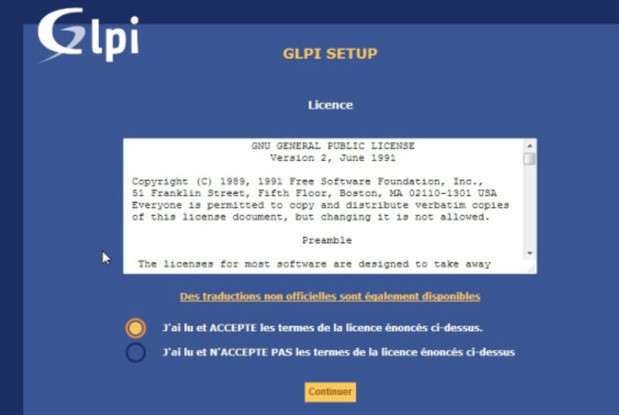 Glpi
GLPI SETUP
Licence
GNU GENERAL PUBLIC LICENSE
Version 2, June 1991
Copyright (C) 1989, 1991 Free Software Foundation, Inc.,
51 Franklin Street, Fifth Floor, Boston, MA 02110-1301 USA
Everyone is permitted to copy and distribute verbatim copies
of this license document, but changing it is not allowed.
Preamble
The licenses for most software are designed to take away
Des traductions non officielles sont également disponibles
J'ai lu et ACCEPTE les termes de la licence énoncés ci-dessus.
J'ai lu et N'ACCEPTE PAS les termes de la licence énoncés ci-dessus
Continuer